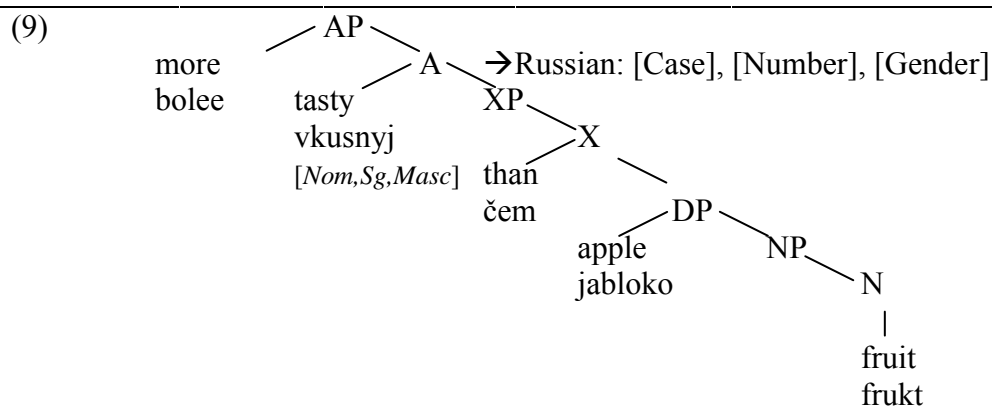 (9) AP
more A →Russian: [Case], [Number], [Gender]
bolee tasty XP
vkusnyj X
[Nom,Sg,Masc] than
čem DP
apple NP
jabloko N
fruit
frukt